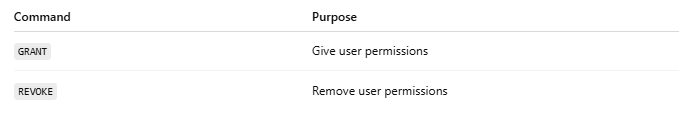 Command Purpose
GRANT Give user permissions
REVOKE Remove user permissions